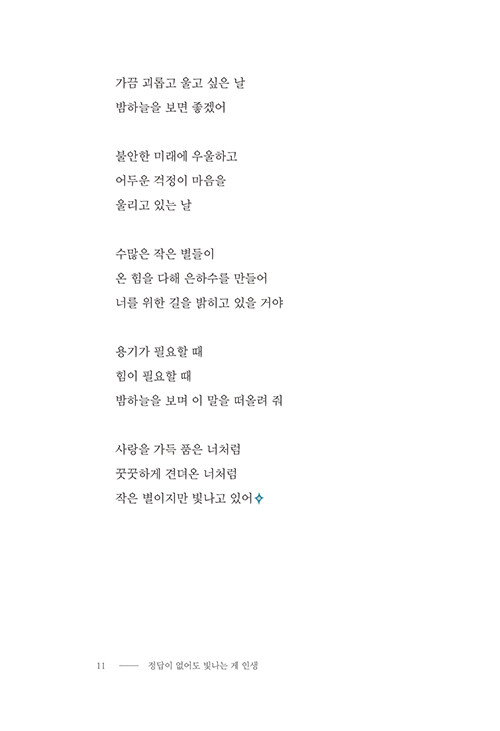 가끔 괴롭고 울고 싶은 날
밤하늘을 보면 좋겠어
불안한 미래에 우울하고
어두운 걱정이 마음을
울리고 있는 날
수많은 작은 별들이
온 힘을 다해 은하수를 만들어
너를 위한 길을 밝히고 있을 거야
용기가 필요할 때
힘이 필요할 때
밤하늘을 보며 이 말을 떠올려 줘
사랑을 가득 품은 너처럼
꿋꿋하게 견뎌온 너처럼
작은 별이지만 빛나고 있어
11 —— 정답이 없어도 빛나는 게 인생